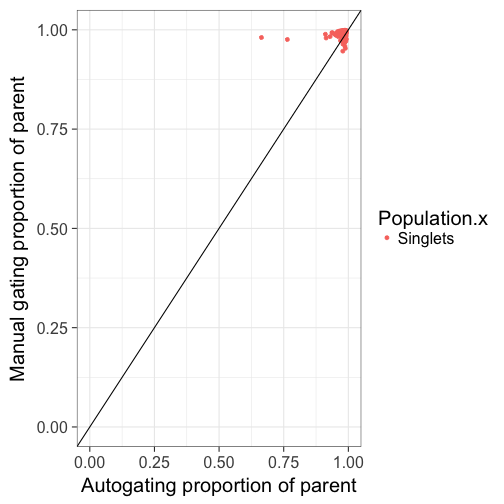 Manual gating proportion of parent
1.00
0.75
0.50
0.25
0.00
0.00 0.25 0.50 0.75 1.00
Autogating proportion of parent
Population.x
Singlets